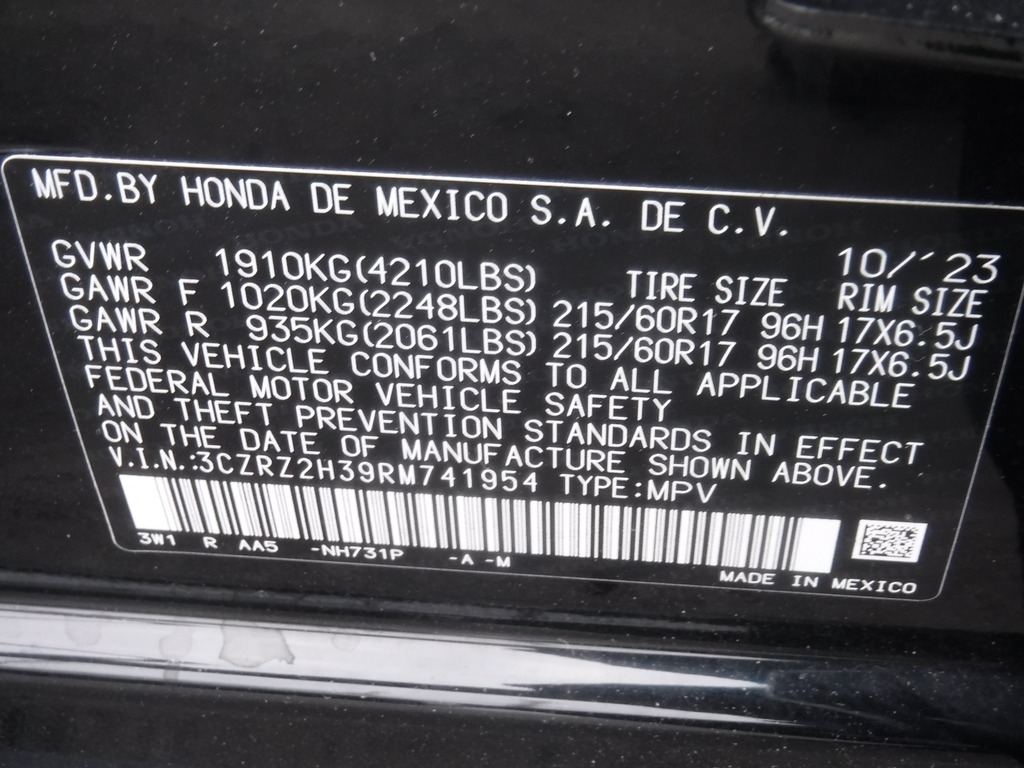 MFD.BY HONDA DE MEXICO S.A. DE C.V.
10/´23
GVWR 1910KG(4210LBS) TIRE SIZE RIM SIZE
GAWR F 1020KG(2248LBS) 215/60R17 96H 17X6.5J
GAWR R 935KG(2061LBS) 215/60R17 96H 17X6.5J
THIS VEHICLE CONFORMS TO ALL APPLICABLE
FEDERAL MOTOR VEHICLE SAFETY
AND THEFT PREVENTION STANDARDS IN EFFECT
ON THE DATE OF MANUFACTURE SHOWN ABOVE.
V.I.N.:3CZRZ2H39RM741954 TYPE:MPV
3W1 R AA5 -NH731P -A -M
MADE IN MEXICO